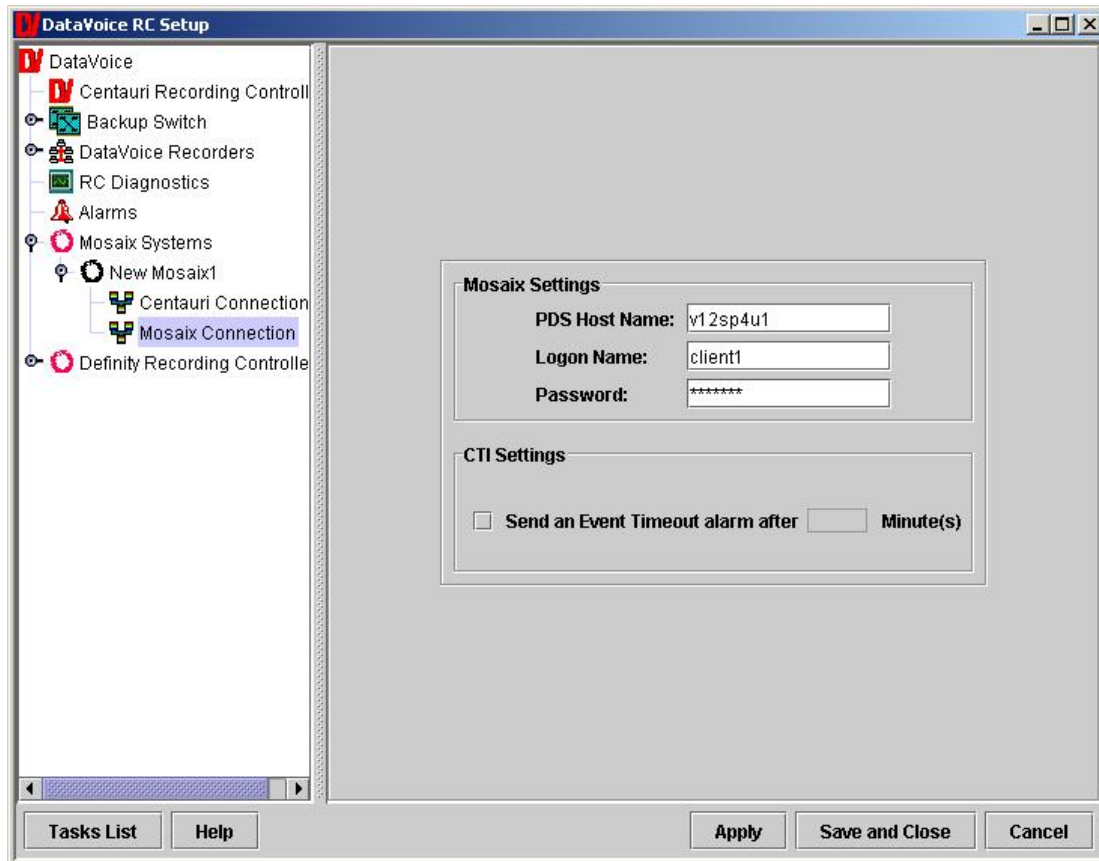 DataVoice RC Setup
DataVoice
Centauri Recording Controll
Backup Switch
DataVoice Recorders
RC Diagnostics
Alarms
Mosaix Systems
New Mosaix1
Centauri Connection
Mosaix Connection
Definity Recording Controlle
Mosaix Settings
PDS Host Name: v12sp4u1
Logon Name: client1
Password: *******
CTI Settings
Send an Event Timeout alarm after Minute(s)
Tasks List Help Apply Save and Close Cancel